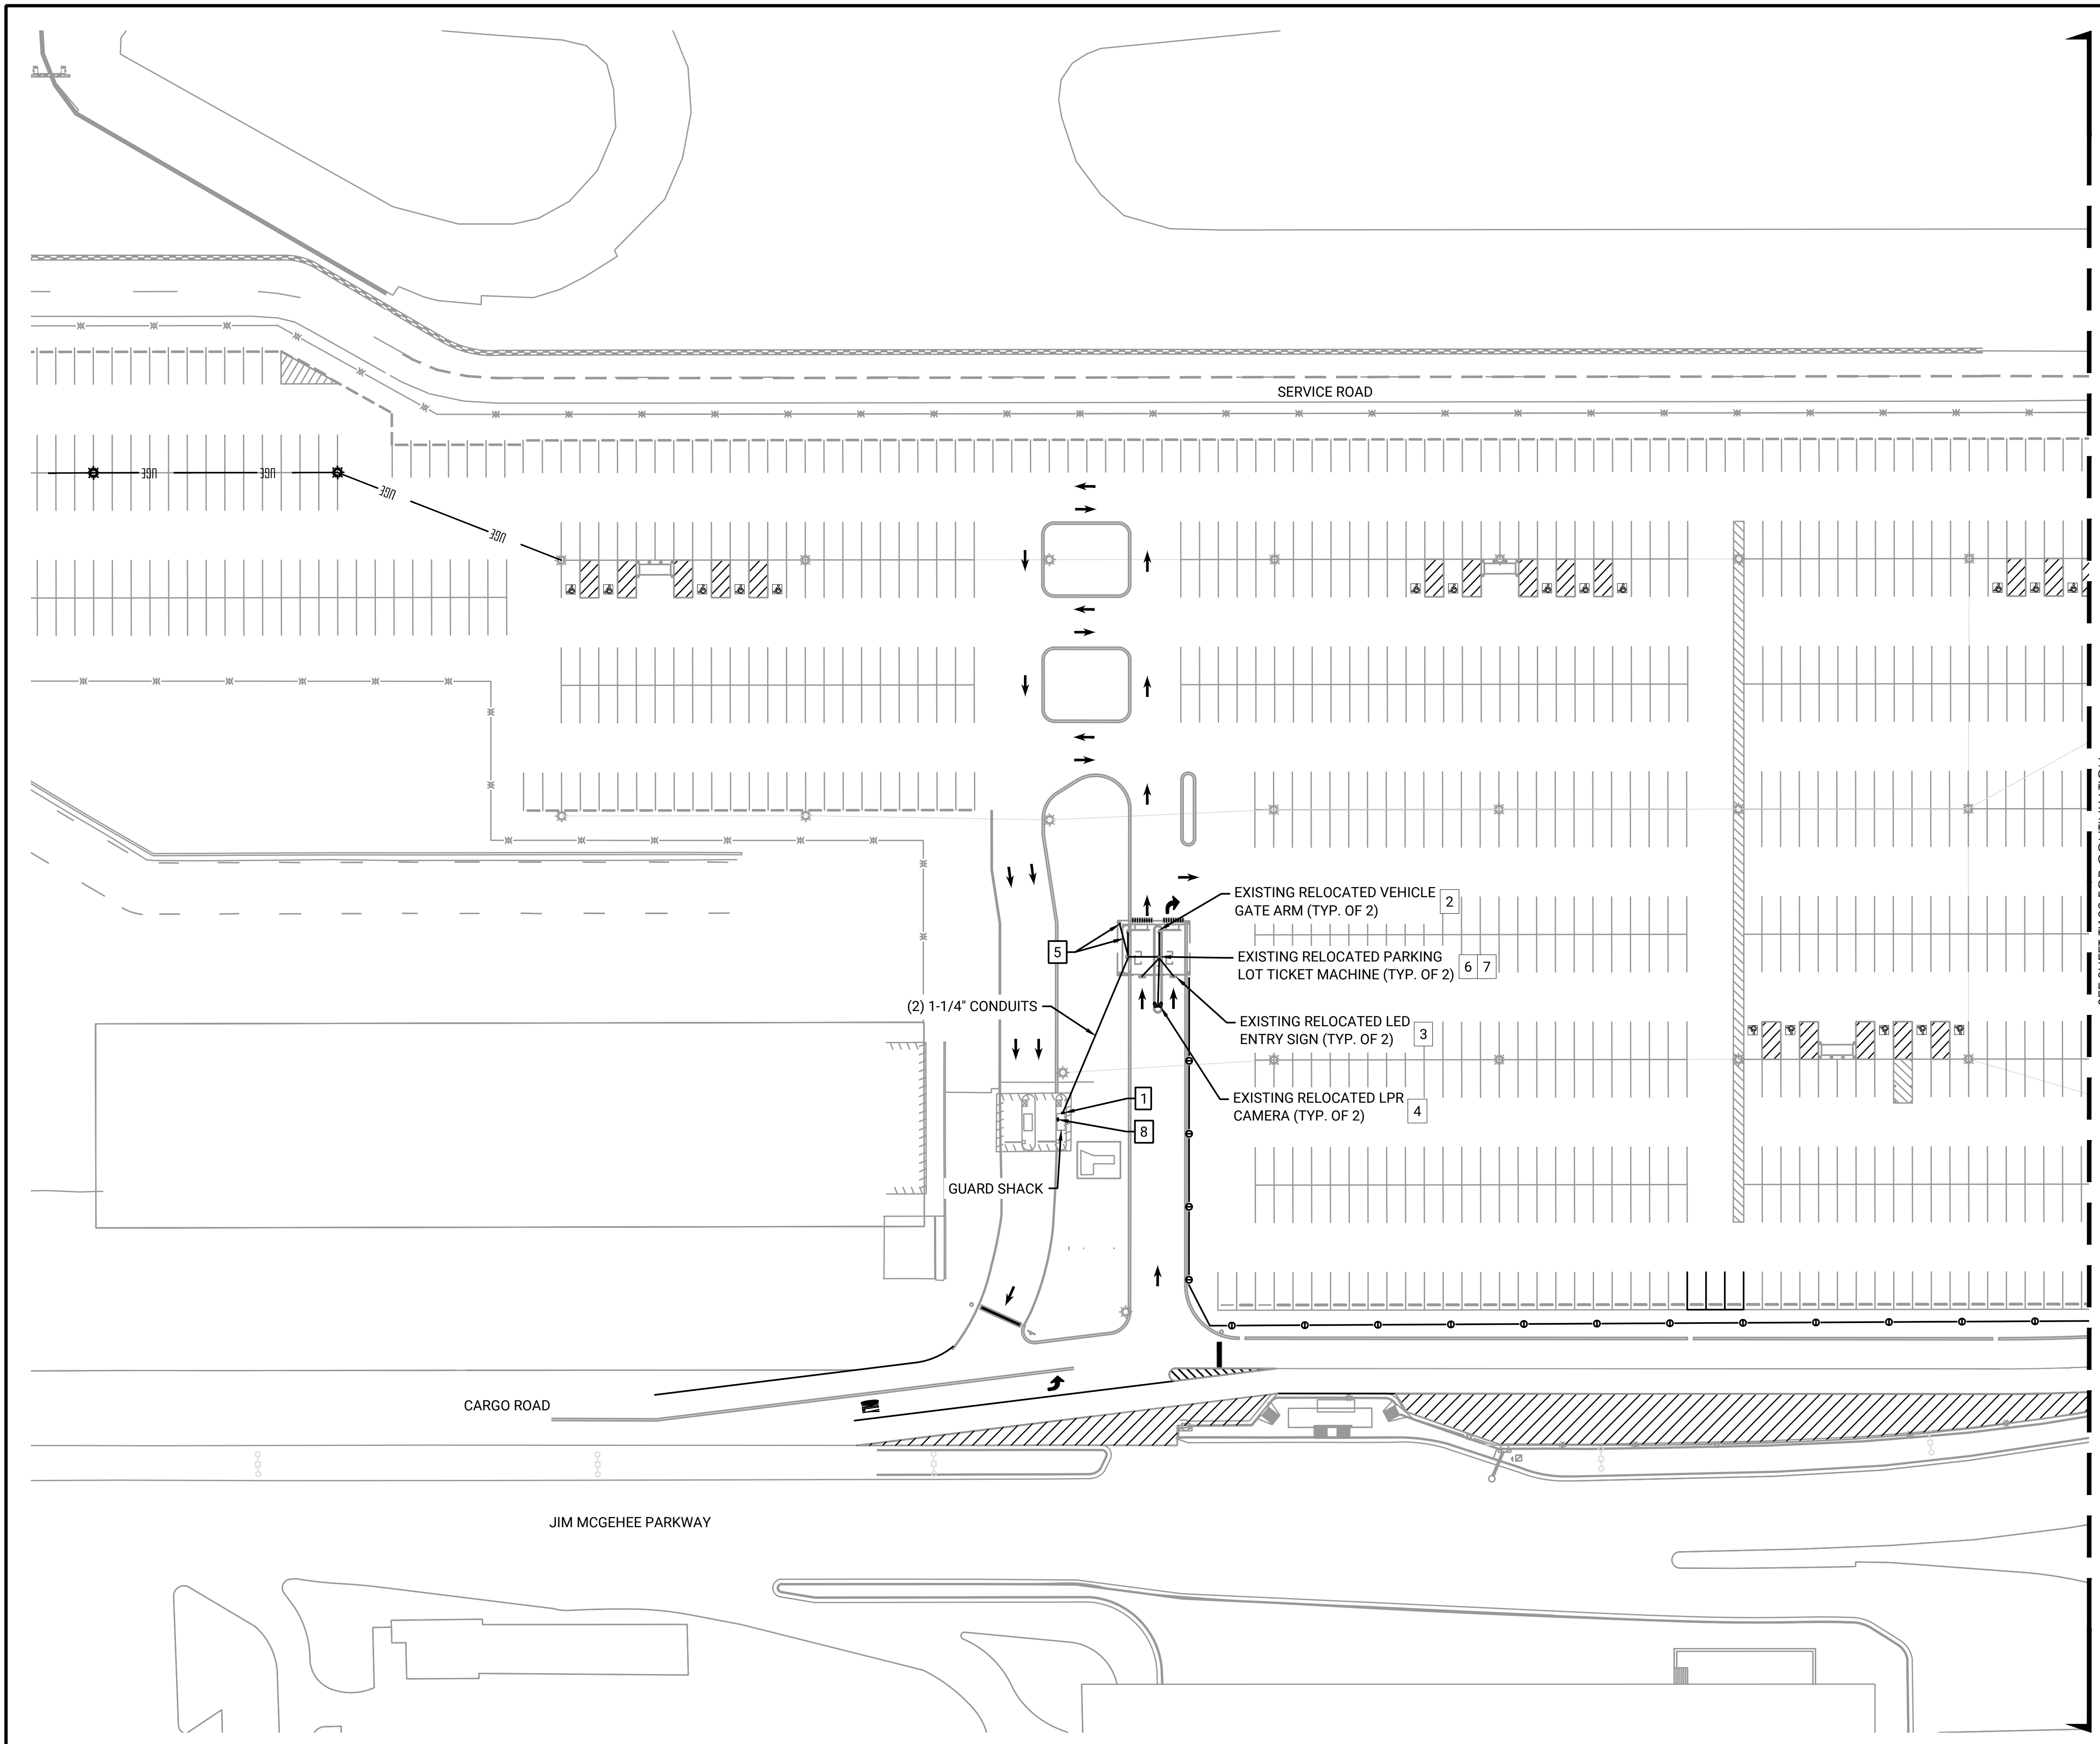 SERVICE ROAD
UGE
UGE
UGE
UGE
EXISTING RELOCATED VEHICLE
GATE ARM (TYP. OF 2)
2
5
EXISTING RELOCATED PARKING
LOT TICKET MACHINE (TYP. OF 2)
6
7
(2) 1-1/4" CONDUITS
EXISTING RELOCATED LED
ENTRY SIGN (TYP. OF 2)
3
EXISTING RELOCATED LPR
CAMERA (TYP. OF 2)
4
1
8
GUARD SHACK
CARGO ROAD
JIM MCGEHEE PARKWAY